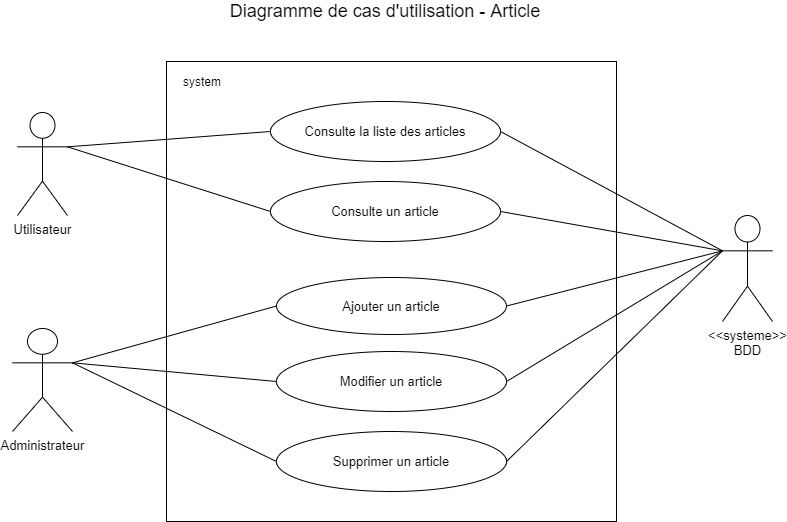 Diagramme de cas d'utilisation - Article
system
Consulte la liste des articles
Consulte un article
Utilisateur
Ajouter un article
<<systeme>>
BDD
Modifier un article
Administrateur
Supprimer un article